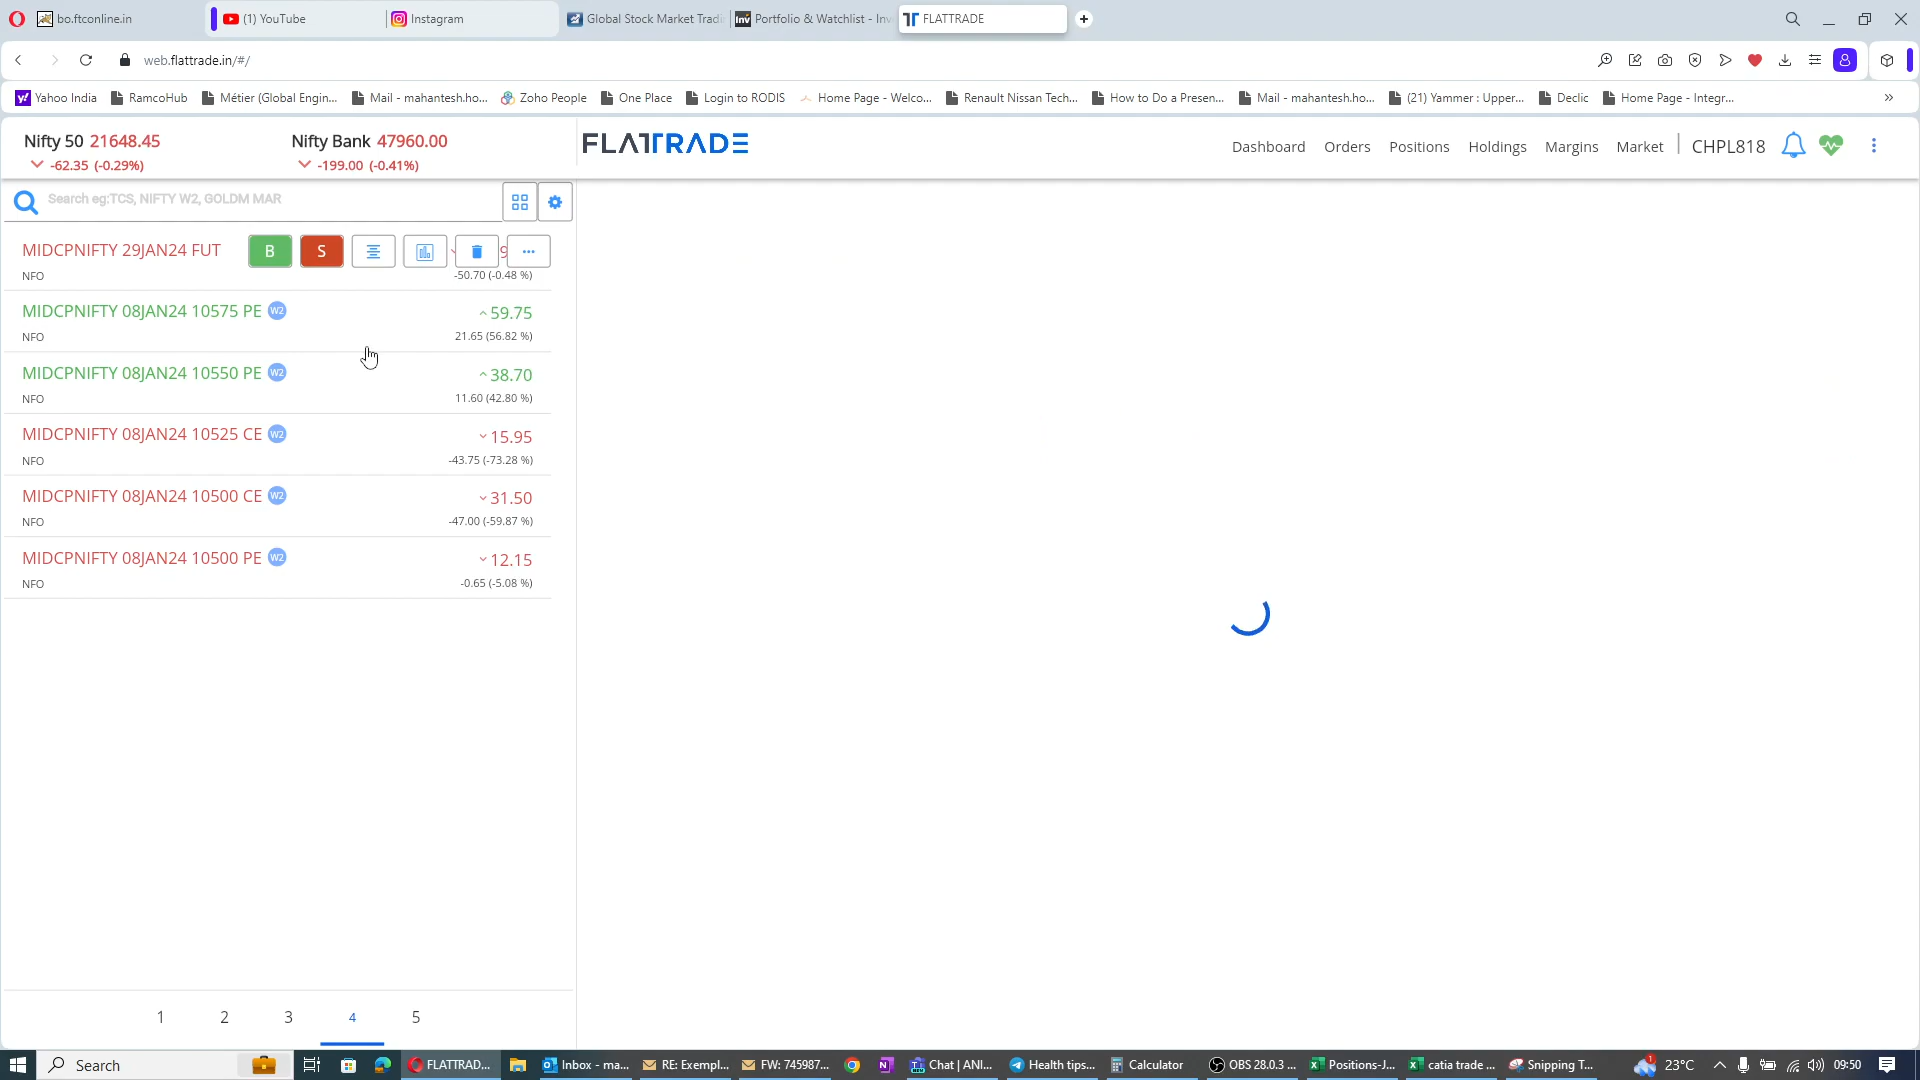 bo.ftconline.in
(1) YouTube
Instagram
Global Stock Market Tradi
Portfolio & Watchlist - Inv
FLATTRADE
web.flattrade.in/#/
Yahoo India
RamcoHub
Métier (Global Engin...
Mail - mahantesh.ho...
Zoho People
One Place
Login to RODIS
Home Page - Welco...
Renault Nissan Tech...
How to Do a Presen...
Mail - mahantesh.ho...
(21) Yammer : Upper...
Declic
Home Page - Integr...
Nifty 50 21648.45
-62.35 (-0.29%)
Nifty Bank 47960.00
-199.00 (-0.41%)
FLATTRADE
Dashboard
Orders
Positions
Holdings
Margins
Market
CHPL818
Search eg:TCS, NIFTY W2, GOLDM MAR
MIDCPNIFTY 29JAN24 FUT
B
S
NFO
-50.70 (-0.48 %)
MIDCPNIFTY 08JAN24 10575 PE W2
59.75
NFO
21.65 (56.82 %)
MIDCPNIFTY 08JAN24 10550 PE W2
38.70
NFO
11.60 (42.80 %)
MIDCPNIFTY 08JAN24 10525 CE W2
15.95
NFO
-43.75 (-73.28 %)
MIDCPNIFTY 08JAN24 10500 CE W2
31.50
NFO
-47.00 (-59.87 %)
MIDCPNIFTY 08JAN24 10500 PE W2
12.15
NFO
-0.65 (-5.08 %)
1
2
3
4
5
Search
FLATTRAD...
Inbox - ma...
RE: Exempl...
FW: 745987...
Chat | ANI...
Health tips...
Calculator
OBS 28.0.3 ...
Positions-J...
catia trade ...
Snipping T...
1
23°C
09:50